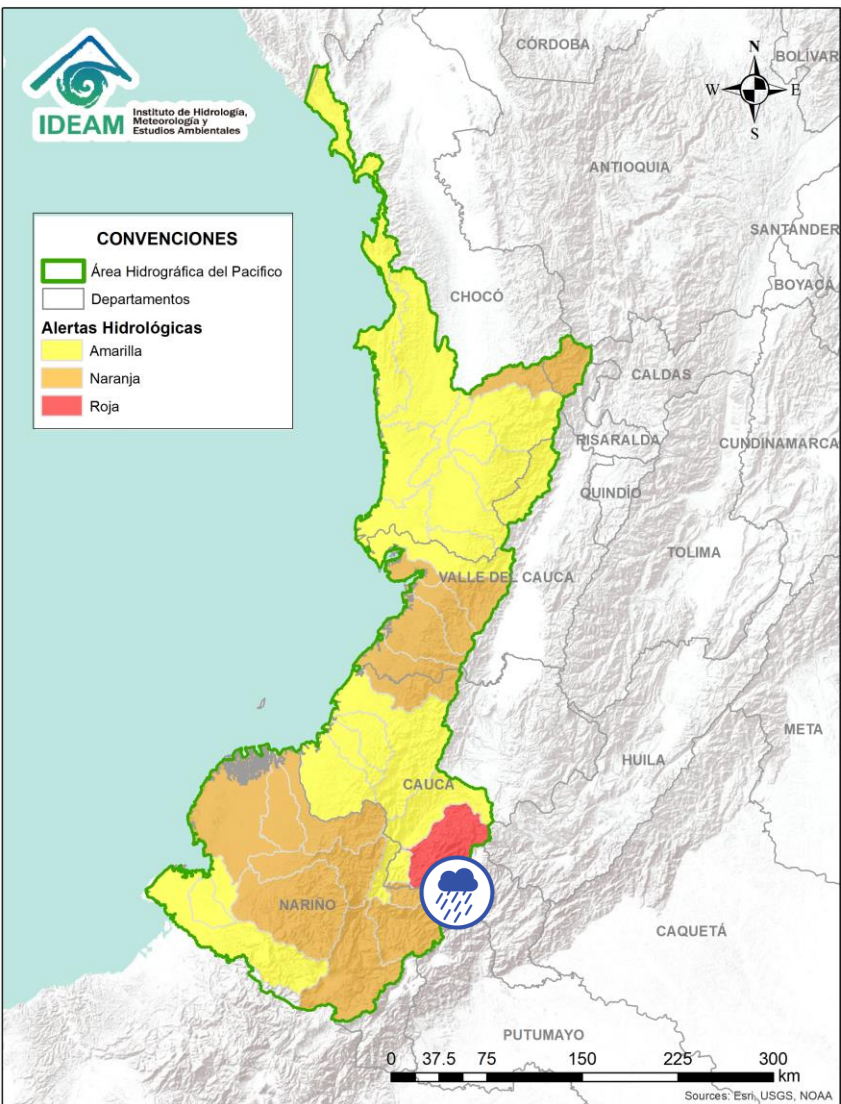 CÓRDOBA
N
BOLÍVAR
W
E
S
IDEAM
Instituto de Hidrología,
Meteorología y
Estudios Ambientales
ANTIOQUIA
SANTANDER
CONVENCIONES
Área Hidrográfica del Pacifico
Departamentos
Alertas Hidrológicas
Amarilla
Naranja
Roja
BOYACÁ
CHOCÓ
CALDAS
RISARALDA
CUNDINAMARCA
QUINDÍO
TOLIMA
VALLE DEL CAUCA
META
HUILA
CAUCA
NARIÑO
CAQUETÁ
PUTUMAYO
0 37.5 75 150 225 300
km
Sources: Esri, USGS, NOAA